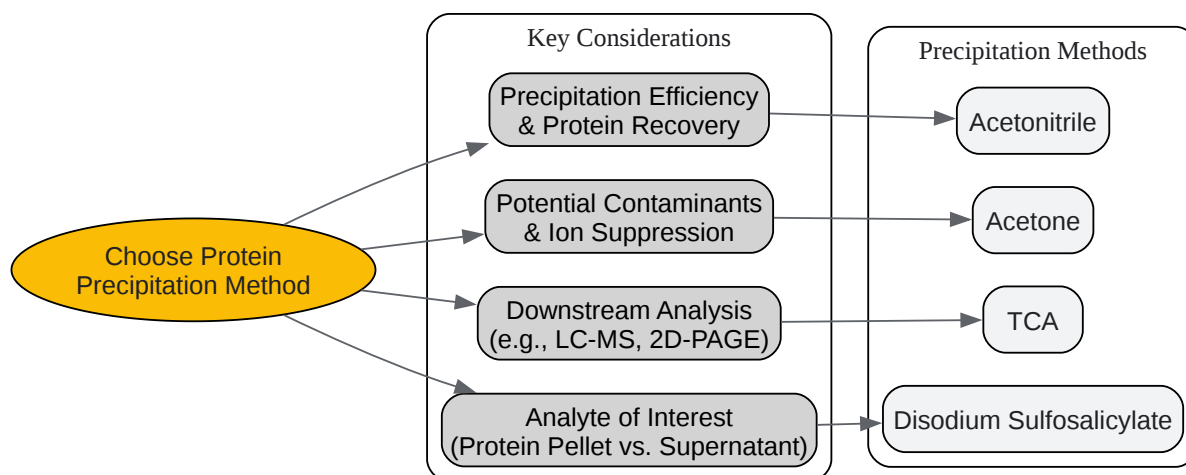 Key Considerations
Precipitation Methods
Precipitation Efficiency
& Protein Recovery
Acetonitrile
Potential Contaminants
& Ion Suppression
Acetone
Choose Protein
Precipitation Method
Downstream Analysis
(e.g., LC-MS, 2D-PAGE)
TCA
Analyte of Interest
(Protein Pellet vs. Supernatant)
Disodium Sulfosalicylate